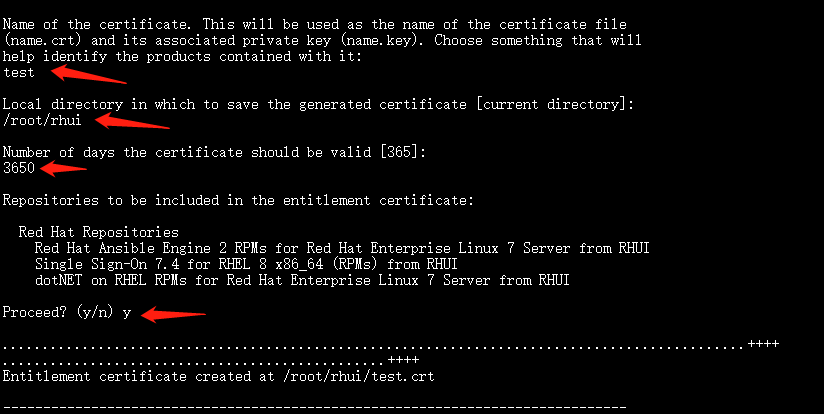 Name of the certificate. This will be used as the name of the certificate file
(name.crt) and its associated private key (name.key). Choose something that will
help identify the products contained with it:
test
Local directory in which to save the generated certificate [current directory]:
/root/rhui
Number of days the certificate should be valid [365]:
3650
Repositories to be included in the entitlement certificate:
Red Hat Repositories
Red Hat Ansible Engine 2 RPMs for Red Hat Enterprise Linux 7 Server from RHUI
Single Sign-On 7.4 for RHEL 8 x86_64 (RPMs) from RHUI
dotNET on RHEL RPMs for Red Hat Enterprise Linux 7 Server from RHUI
Proceed? (y/n) y
.............................................................................................++++
................................................++++
Entitlement certificate created at /root/rhui/test.crt
------------------------------------------------------------------------------